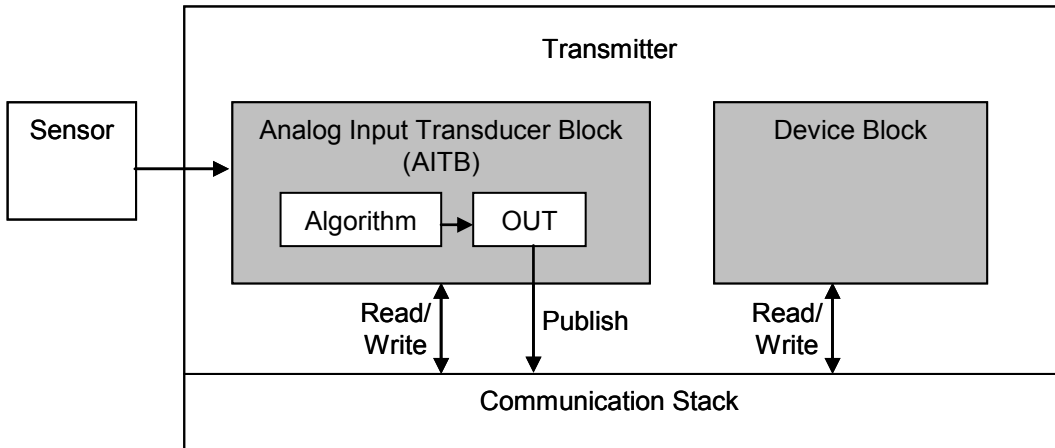 Transmitter
Sensor
Analog Input Transducer Block
(AITB)
Algorithm
OUT
Device Block
Read/
Write
Publish
Read/
Write
Communication Stack